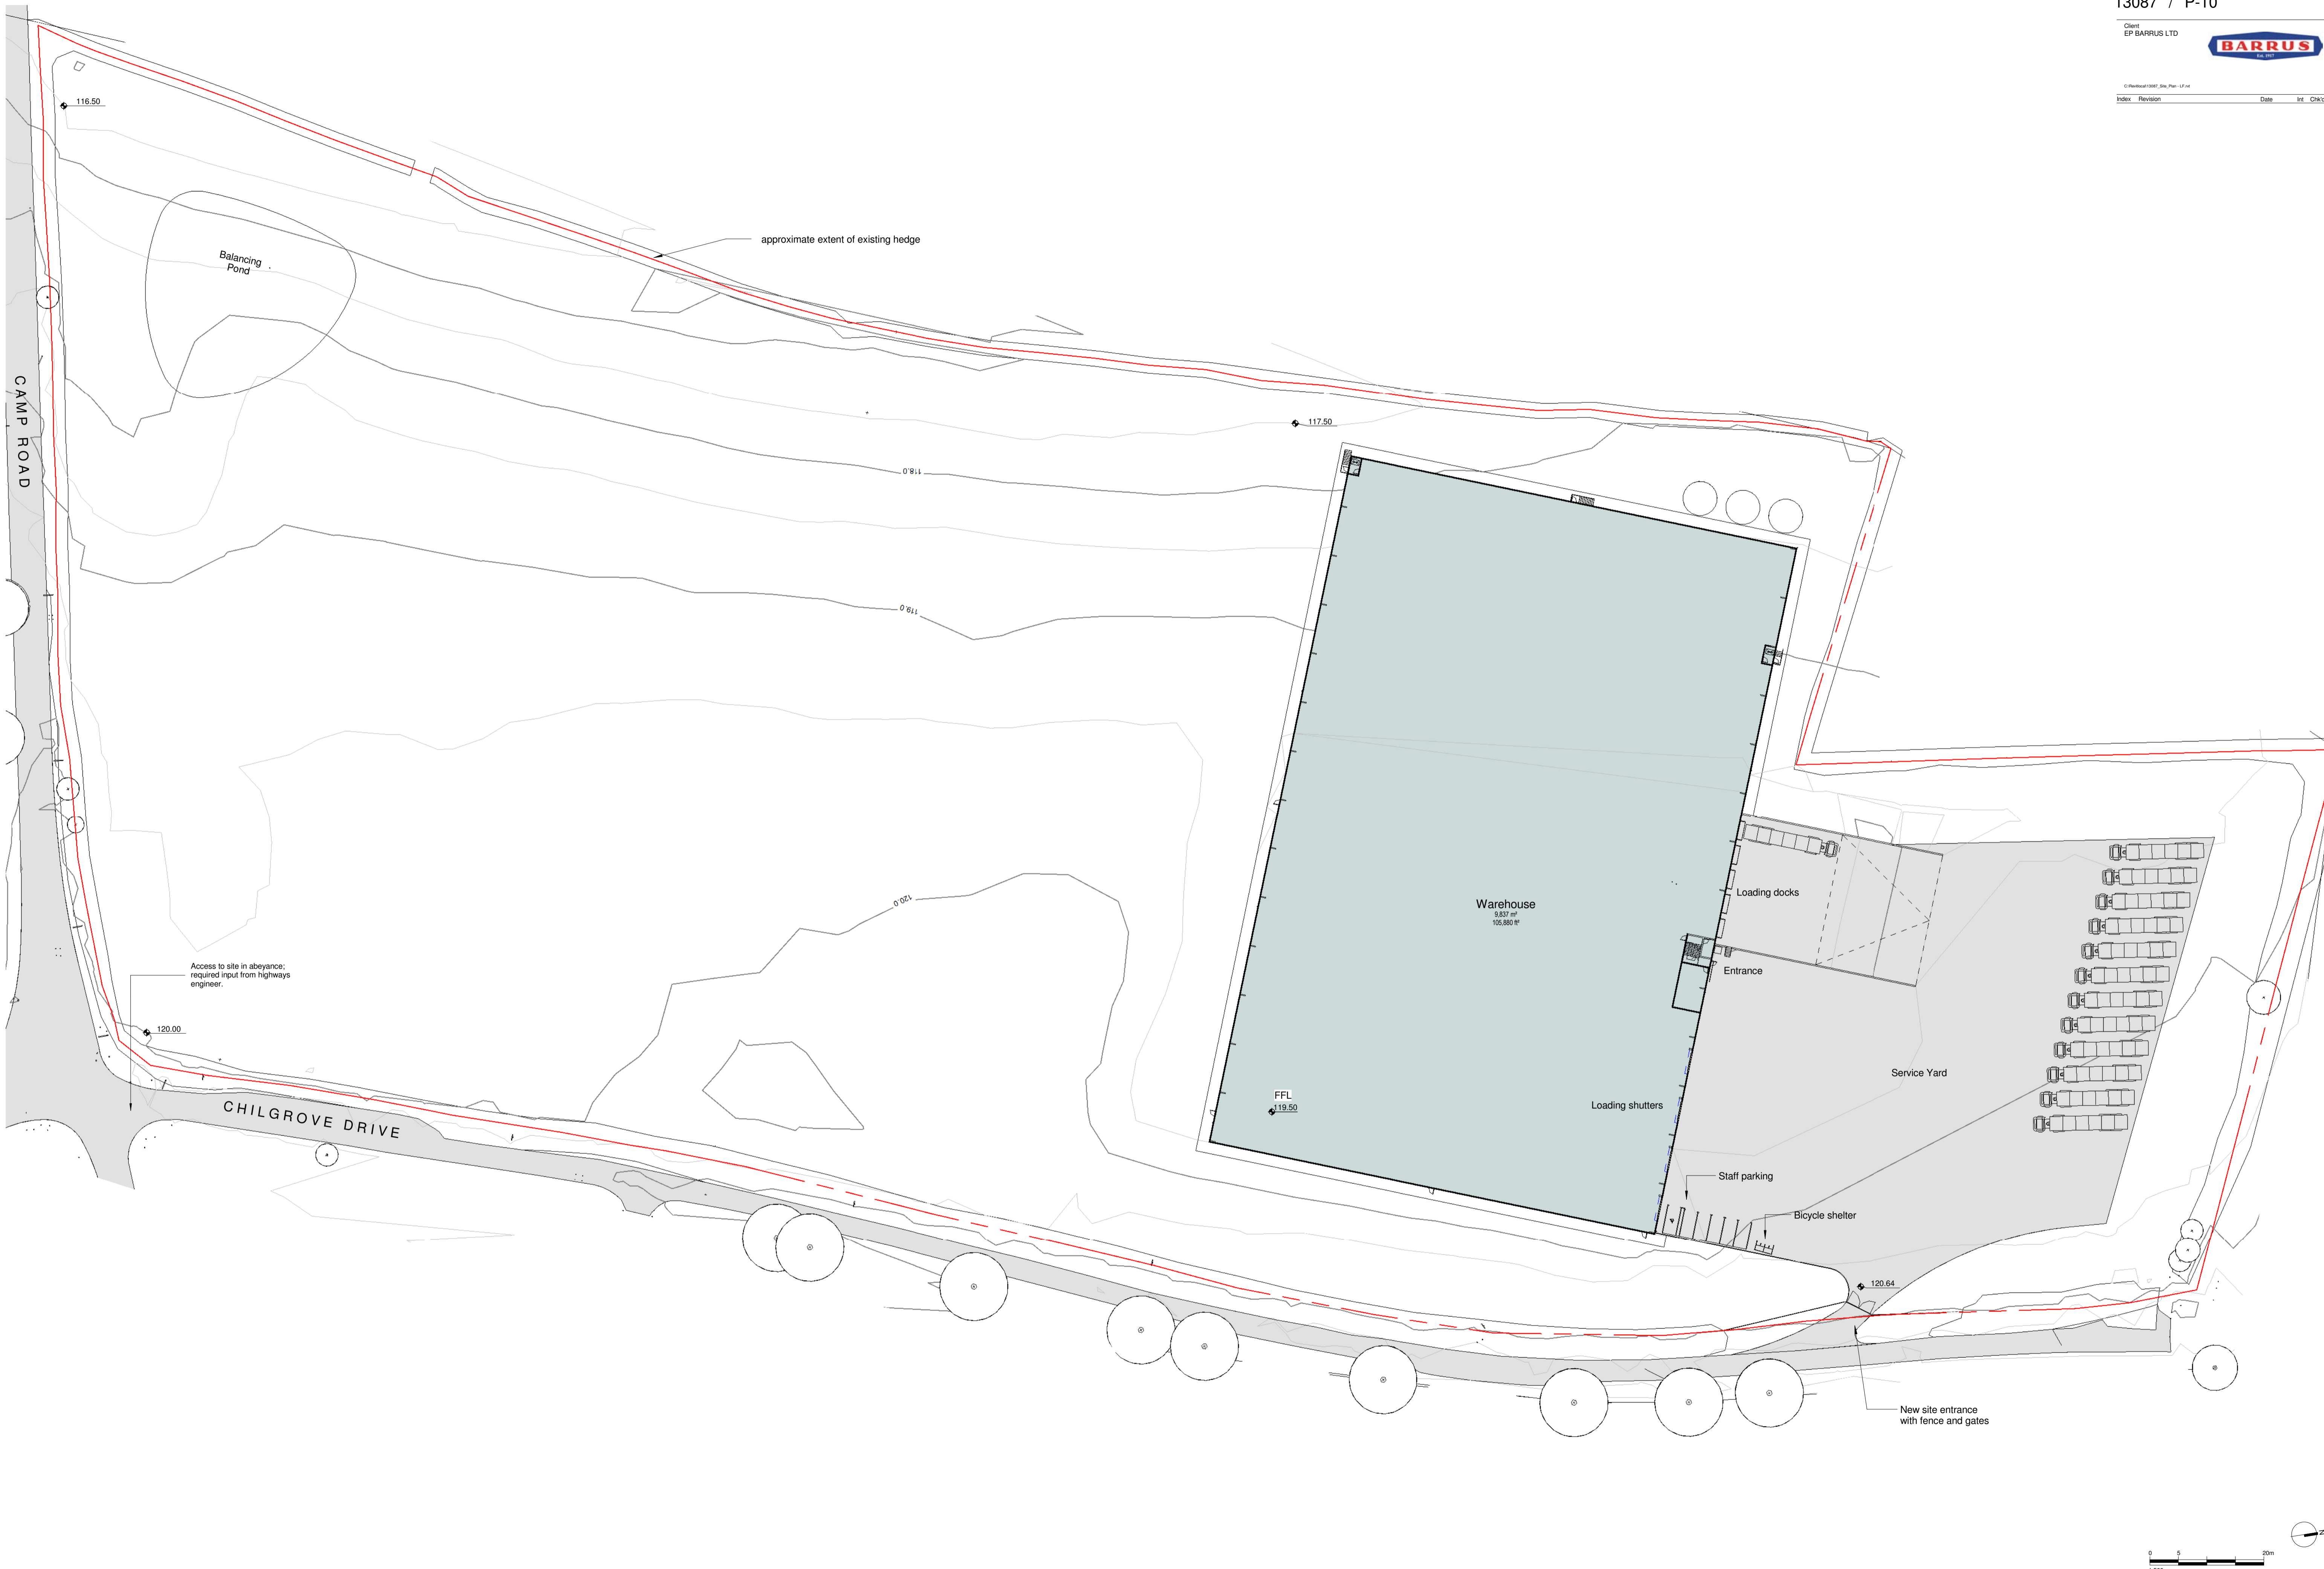 13087 / P-10
Client
EP BARRUS LTD
BARRUS
Est. 1917
Index Revision Date Int Chk'd
116.50
Balancing
Pond
approximate extent of existing hedge
CAMP ROAD
117.50
118.0
119.0
Warehouse
9,837 m²
105,880 ft²
Loading docks
120.0
Entrance
Access to site in abeyance;
required input from highways
engineer.
120.00
Service Yard
FFL
119.50
Loading shutters
CHILGROVE DRIVE
Staff parking
Bicycle shelter
120.64
New site entrance
with fence and gates
N
0 5 20m